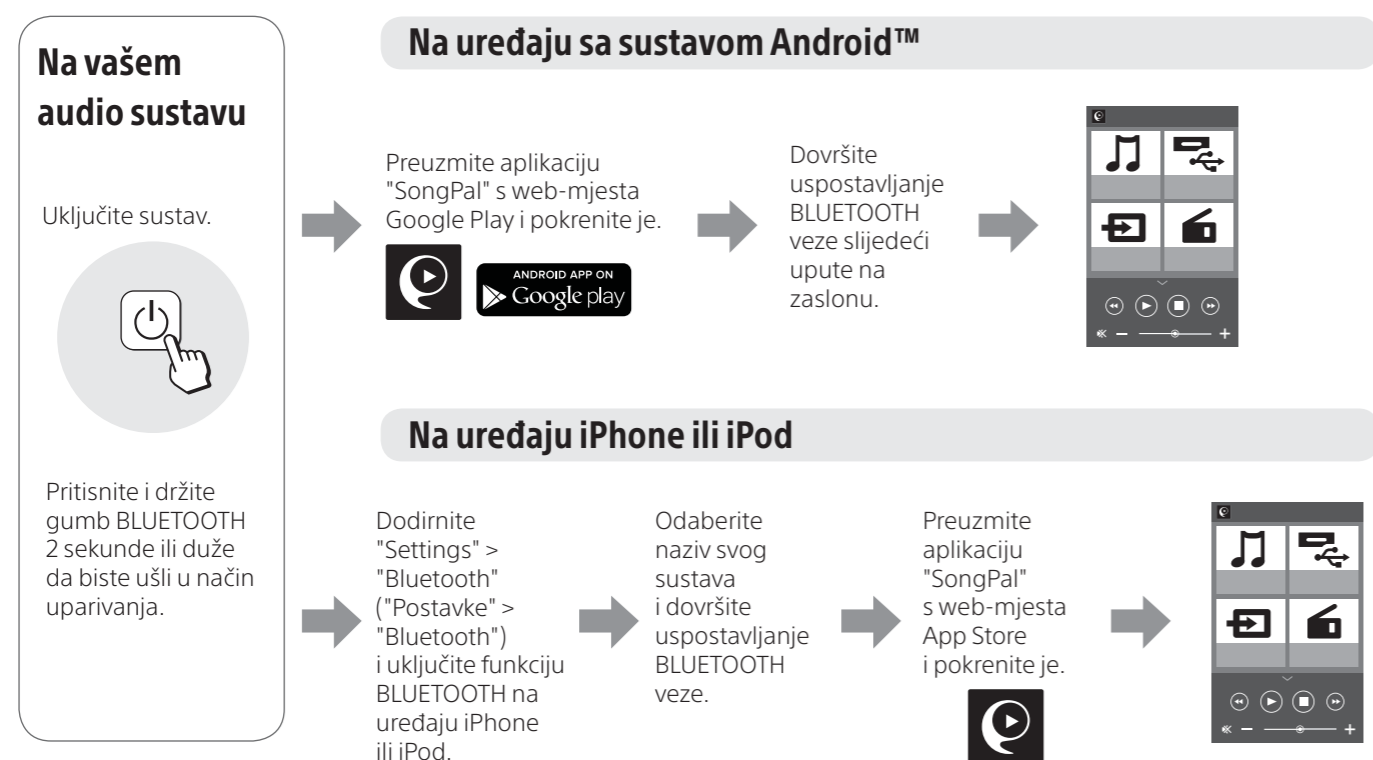 Na vašem
audio sustavu
Uključite sustav.
Pritisnite i držite
gumb BLUETOOTH
2 sekunde ili duže
da biste ušli u način
uparivanja.
Na uređaju sa sustavom Android™
Preuzmite aplikaciju
"SongPal" s web-mjesta
Google Play i pokrenite je.
ANDROID APP ON
Google play
Dovršite
uspostavljanje
BLUETOOTH
veze slijedeći
upute na
zaslonu.
Na uređaju iPhone ili iPod
Dodirnite
"Settings" >
"Bluetooth"
("Postavke" >
"Bluetooth")
i uključite funkciju
BLUETOOTH na
uređaju iPhone
ili iPod.
Odaberite
naziv svog
sustava
i dovršite
uspostavljanje
BLUETOOTH
veze.
Preuzmite
aplikaciju
"SongPal"
s web-mjesta
App Store
i pokrenite je.